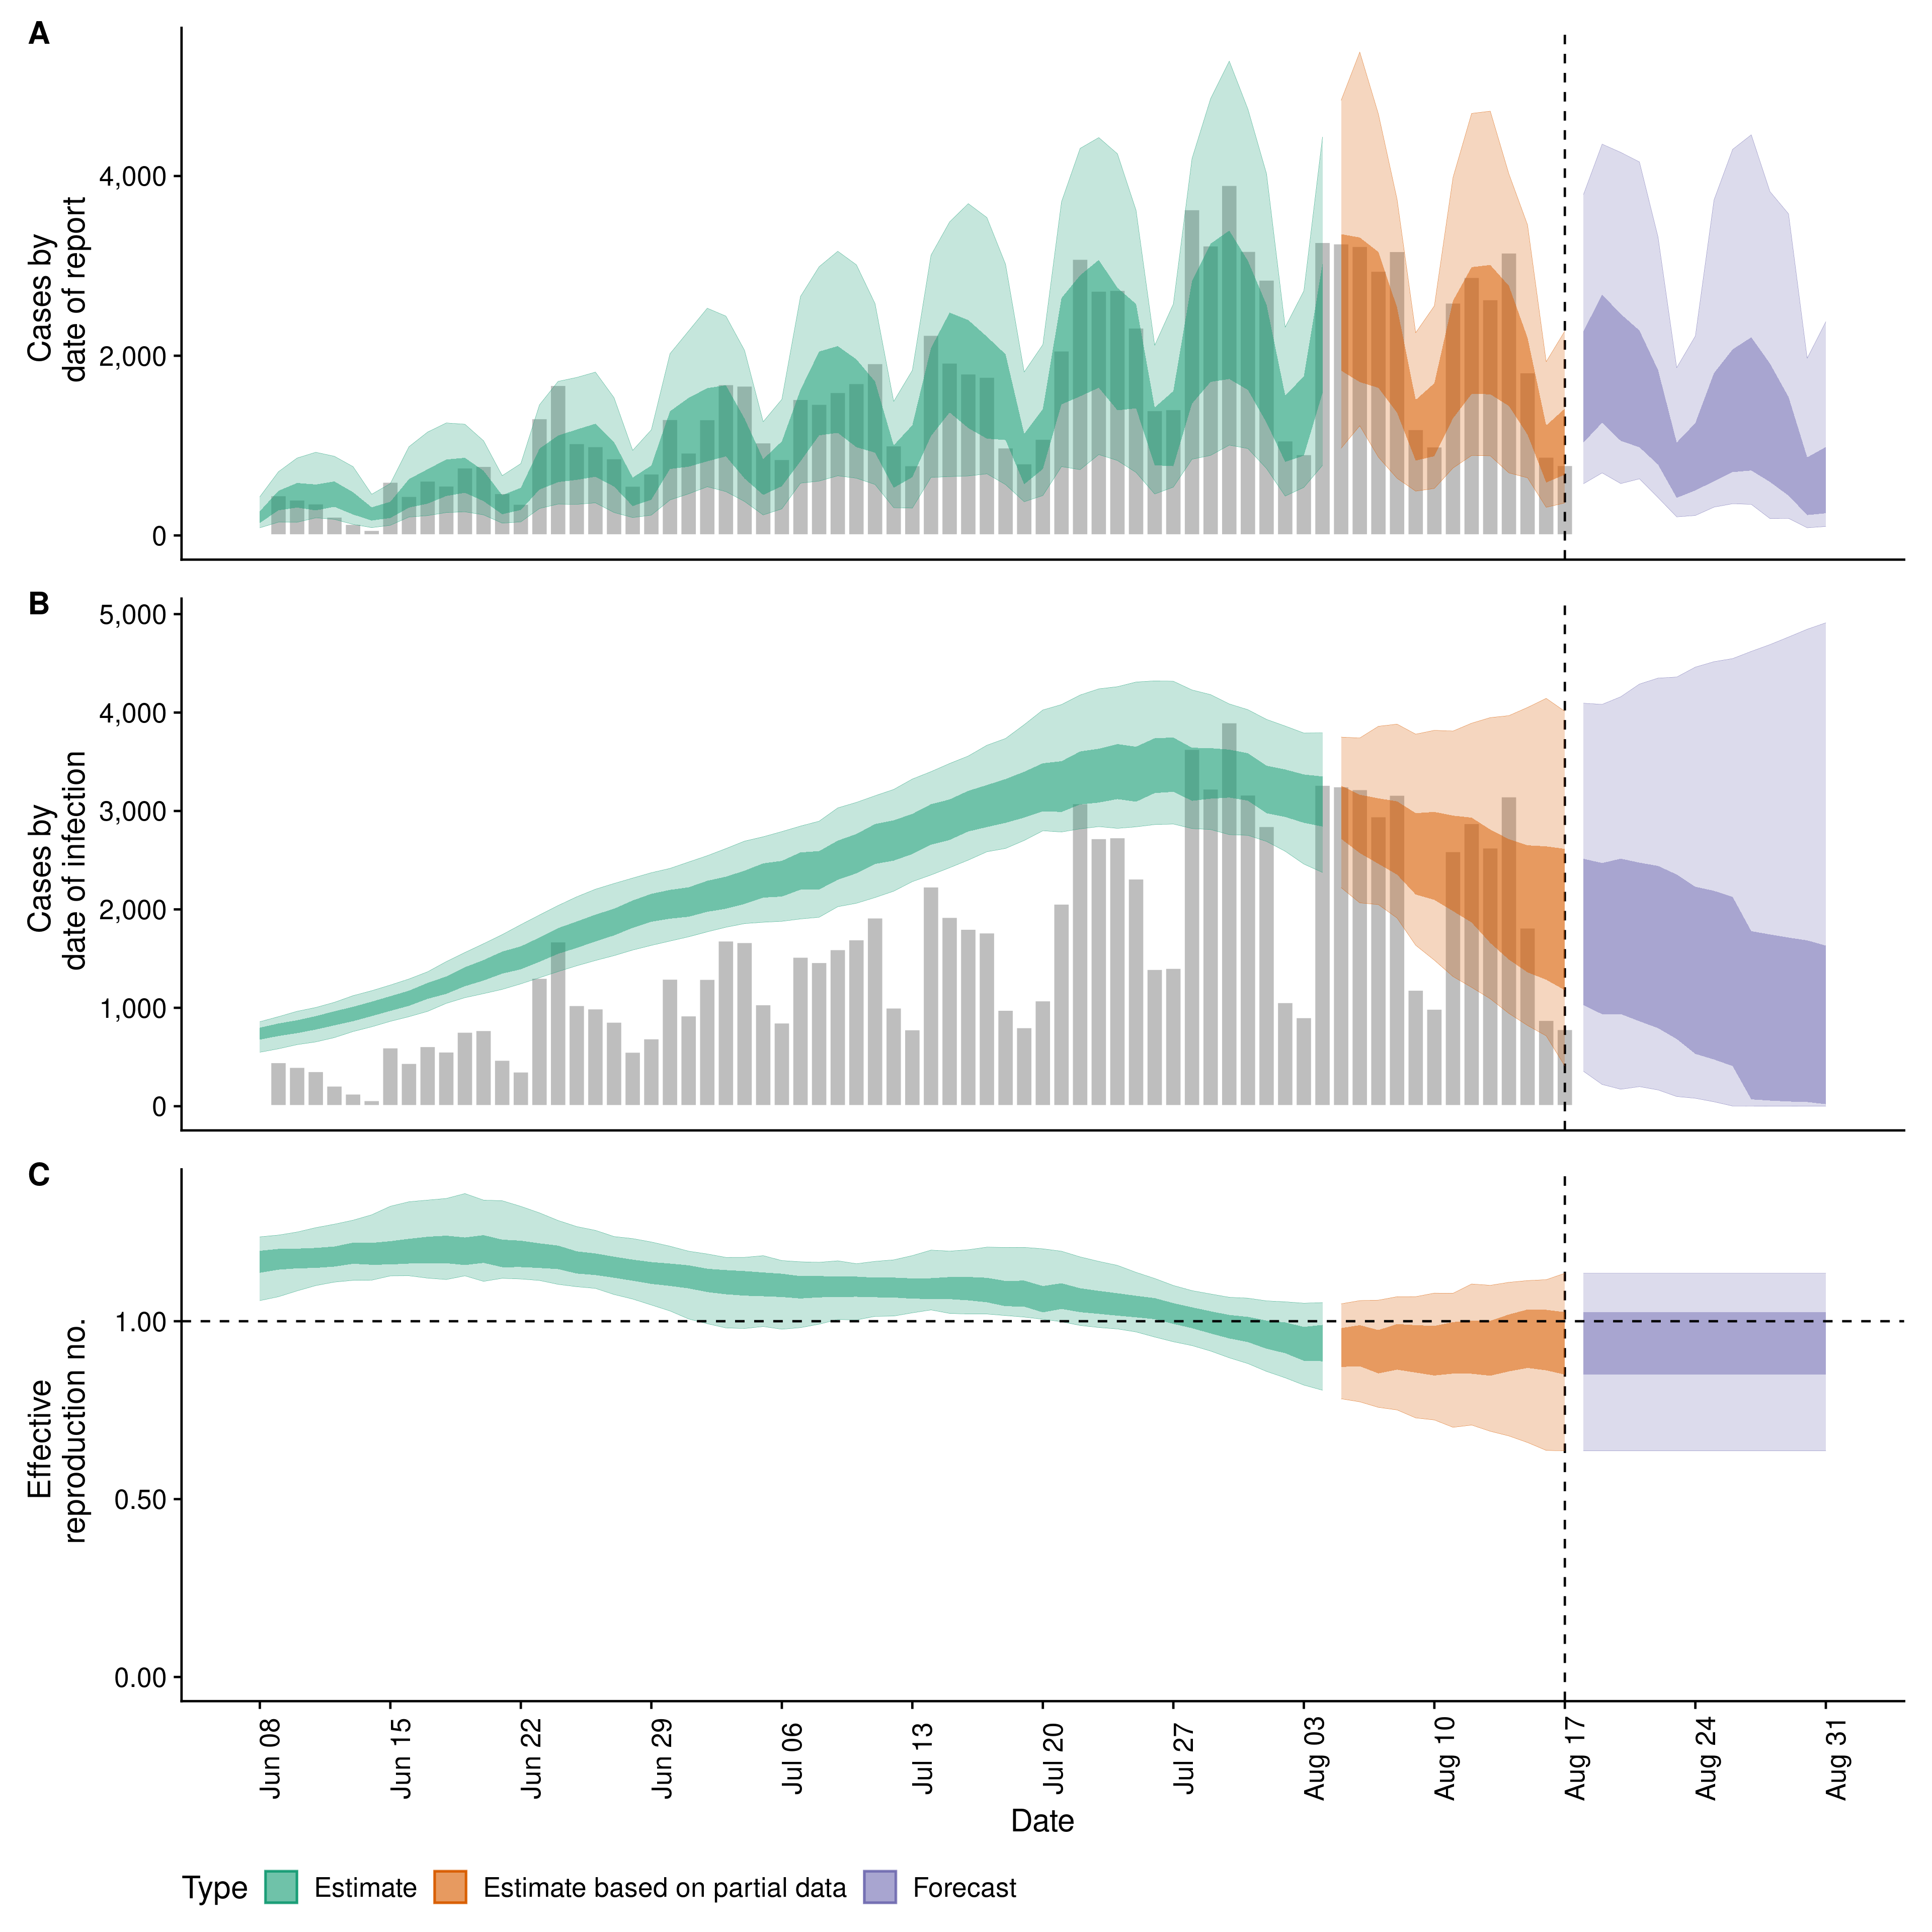 A
Cases by
date of report
4,000
2,000
0
B
Cases by
date of infection
5,000
4,000
3,000
2,000
1,000
0
C
Effective
reproduction no.
1.00
0.50
0.00
Jun 08
Jun 15
Jun 22
Jun 29
Jul 06
Jul 13
Jul 20
Jul 27
Aug 03
Aug 10
Aug 17
Aug 24
Aug 31
Date
Type
Estimate
Estimate based on partial data
Forecast